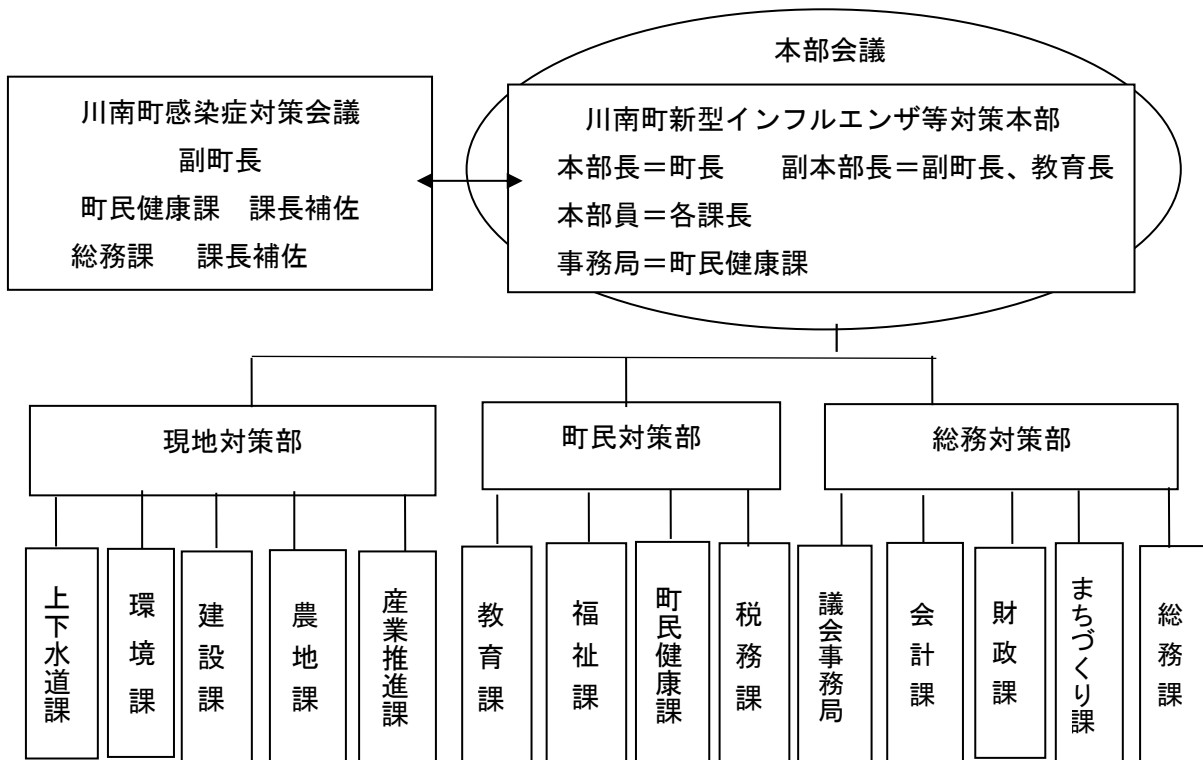 本部会議
川南町感染症対策会議
副町長
町民健康課 課長補佐
総務課 課長補佐
川南町新型インフルエンザ等対策本部
本部長=町長 副本部長=副町長、教育長
本部員=各課長
事務局=町民健康課
現地対策部
町民対策部
総務対策部
上下水道課
環境課
建設課
農地課
産業推進課
教育課
福祉課
町民健康課
税務課
議会事務局
会計課
財政課
まちづくり課
総務課